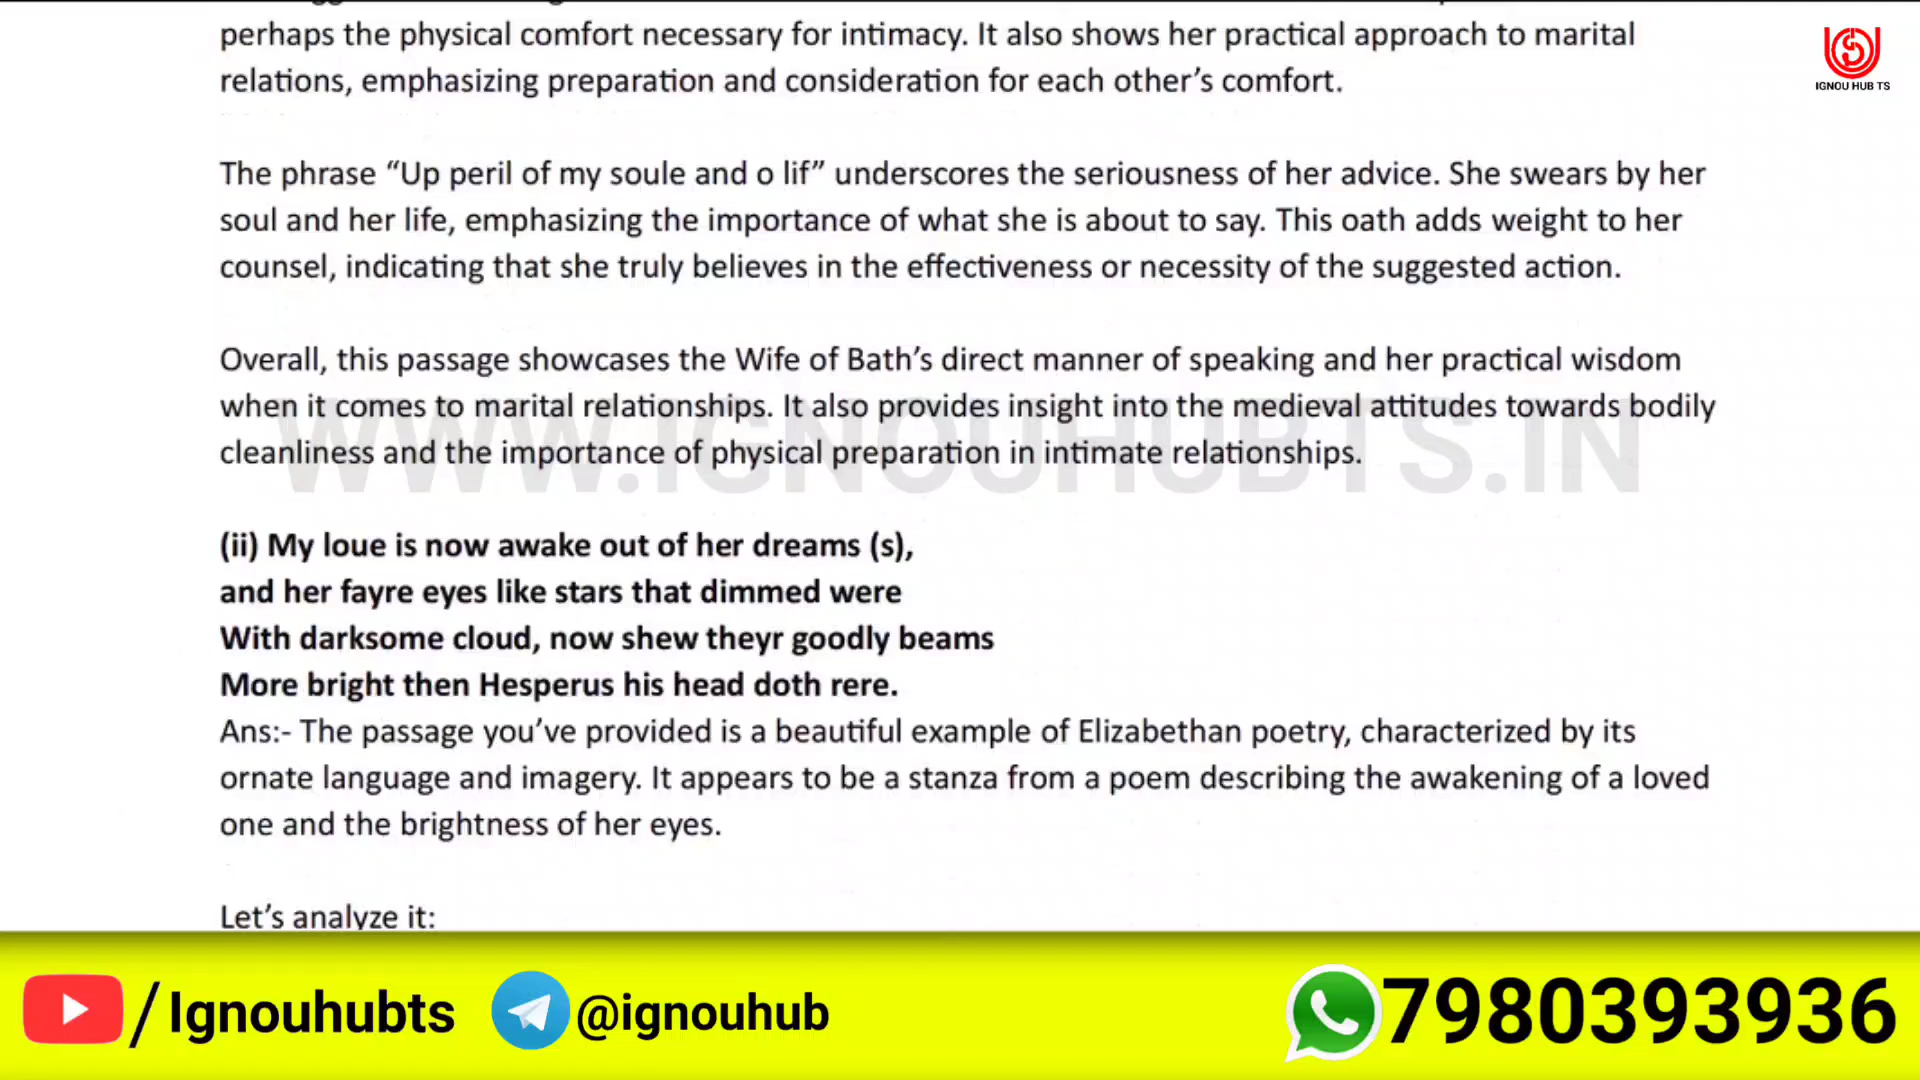 perhaps the physical comfort necessary for intimacy. It also shows her practical approach to marital
relations, emphasizing preparation and consideration for each other's comfort.
IGNOU HUB TS
The phrase “Up peril of my soule and o lif” underscores the seriousness of her advice. She swears by her
soul and her life, emphasizing the importance of what she is about to say. This oath adds weight to her
counsel, indicating that she truly believes in the effectiveness or necessity of the suggested action.
Overall, this passage showcases the Wife of Bath’s direct manner of speaking and her practical wisdom
when it comes to marital relationships. It also provides insight into the medieval attitudes towards bodily
cleanliness and the importance of physical preparation in intimate relationships.
WWW.IGNOUHUBTS.IN
(ii) My loue is now awake out of her dreams (s),
and her fayre eyes like stars that dimmed were
With darksome cloud, now shew theyr goodly beams
More bright then Hesperus his head doth rere.
Ans:- The passage you’ve provided is a beautiful example of Elizabethan poetry, characterized by its
ornate language and imagery. It appears to be a stanza from a poem describing the awakening of a loved
one and the brightness of her eyes.
Let’s analyze it:
/Ignouhubts @ignouhub 7980393936